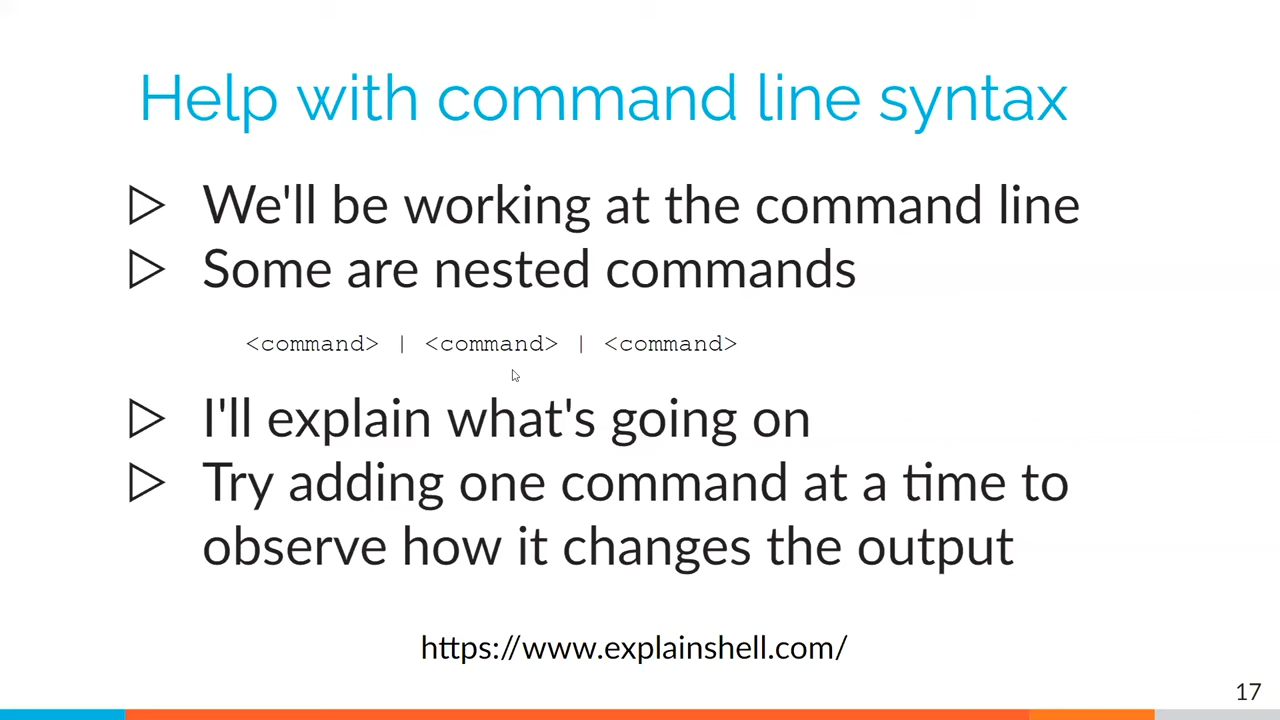 Help with command line syntax
We'll be working at the command line
Some are nested commands
<command> | <command> | <command>
I'll explain what's going on
Try adding one command at a time to
observe how it changes the output
https://www.explainshell.com/
17